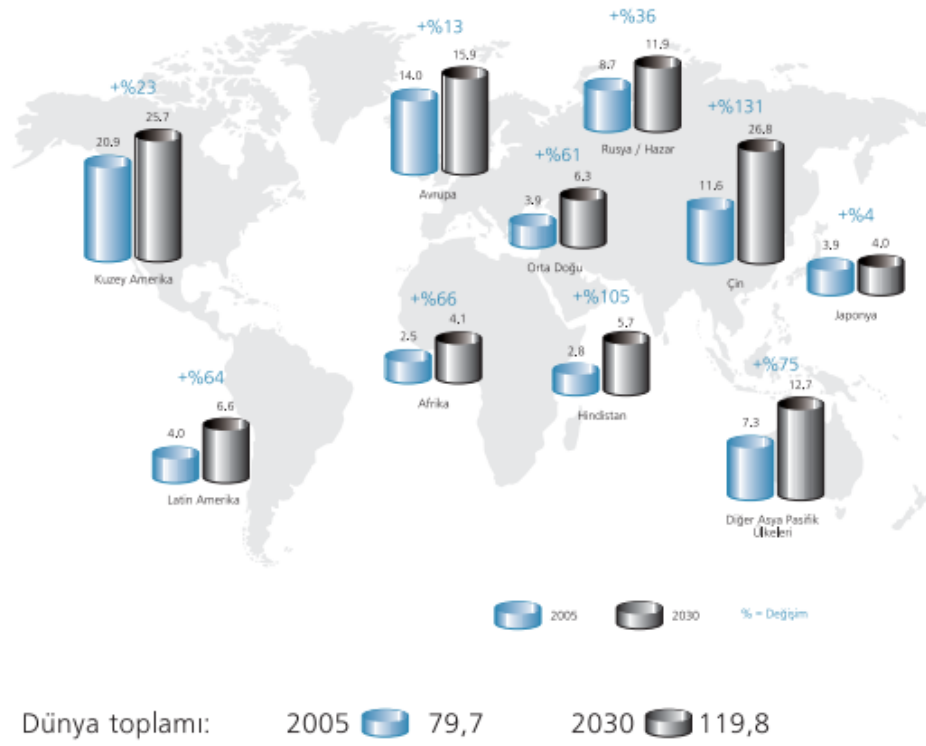 +%36
8.7
11.9
Rusya / Hazar
+%13
14.0
15.9
Avrupa
+%23
20.9
25.7
Kuzey Amerika
+%131
11.6
26.8
Çin
+%61
3.9
6.3
Orta Doğu
+%4
3.9
4.0
Japonya
+%66
2.5
4.1
Afrika
+%105
2.8
5.7
Hindistan
+%64
4.0
6.6
Latin Amerika
+%75
7.3
12.7
Diğer Asya Pasifik
Ülkeleri
2005 2030 % = Değişim
Dünya toplamı: 2005 79,7 2030 119,8